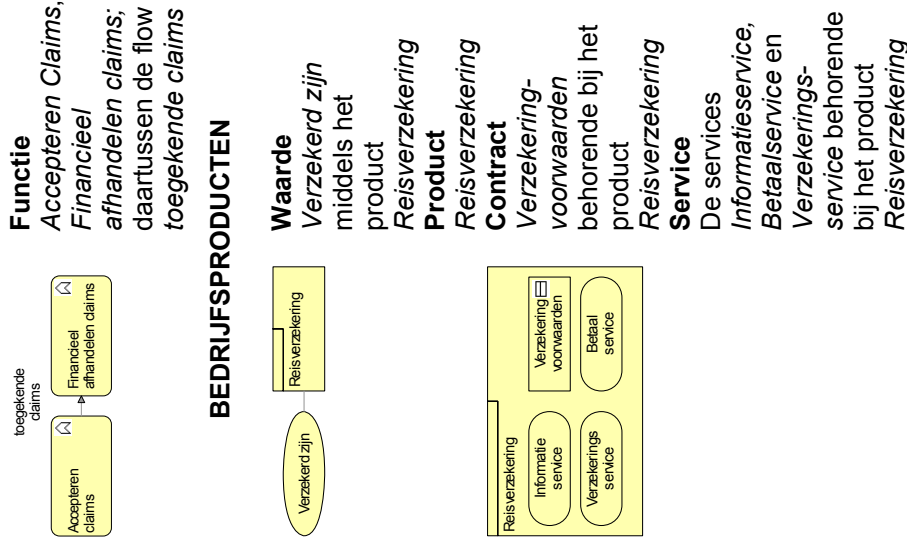 toegekende
claims
Accepteren
claims
Financieel
afhandelen claims
Functie
Accepteren Claims,
Financieel
afhandelen claims;
daartussen de flow
toegekende claims
BEDRIJFSPRODUCTEN
Verzekerd zijn
Reisverzekering
Waarde
Verzekerd zijn
middels het
product
Reisverzekering
Product
Reisverzekering
Reisverzekering
Informatie
service
Verzekering
voorwaarden
Verzekerings
service
Betaal
service
Contract
Verzekering-
voorwaarden
behorende bij het
product
Reisverzekering
Service
De services
Informatieservice,
Betaalservice en
Verzekerings-
service behorende
bij het product
Reisverzekering